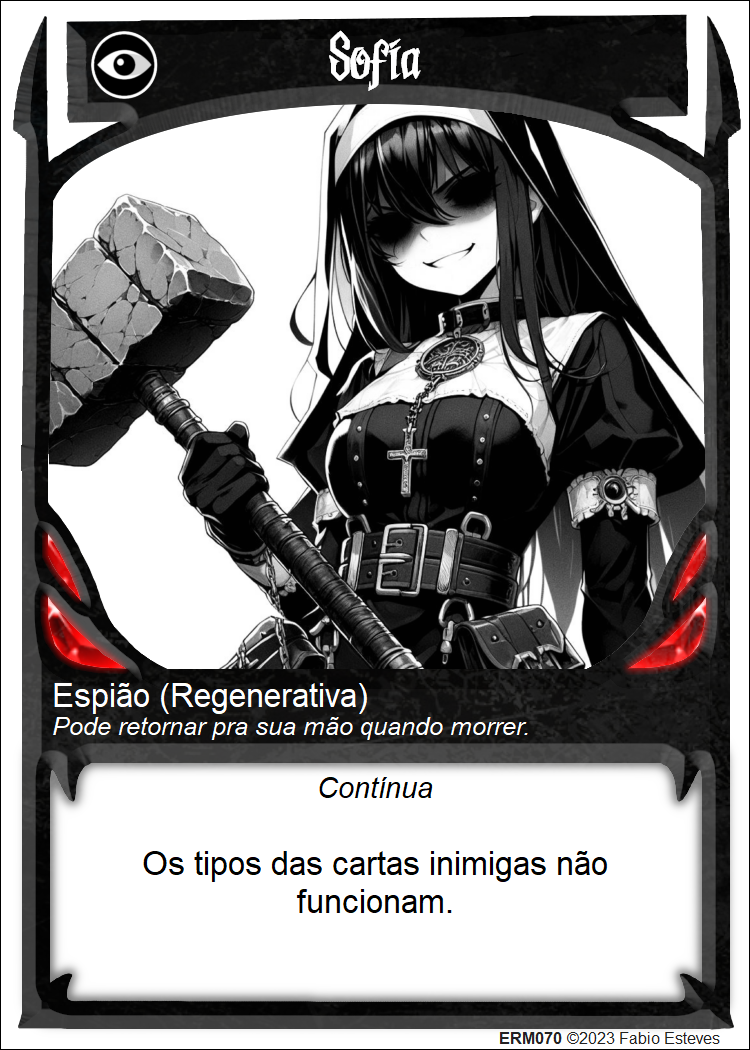 Sofia
Espião (Regenerativa)
Pode retornar pra sua mão quando morrer.
Contínua
Os tipos das cartas inimigas não
funcionam.
ERM070 ©2023 Fabio Esteves